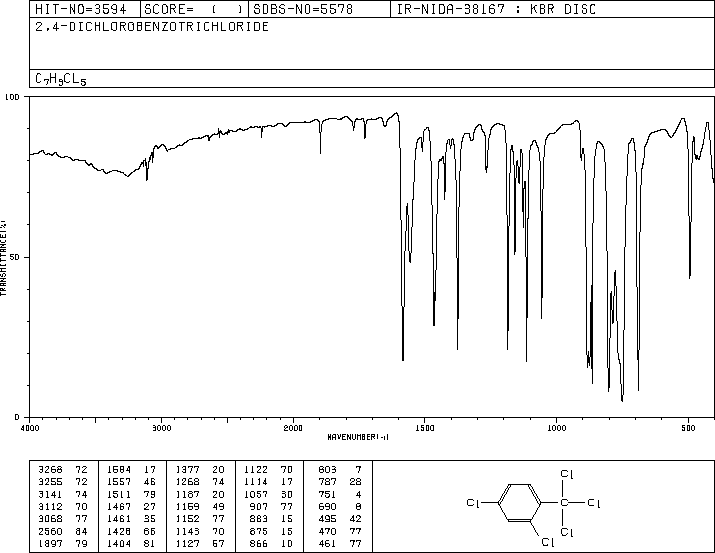 HIT-NO=3594 SCORE= ( ) SDBS-NO=5578 IR-NIDA-38167 : KBR DISC
2,4-DICHLOROBENZOTRICHLORIDE
C7H3CL5
100
50
0
TRANSMITTANCE(%)
4000 3000 2000 1500 1000 500
WAVENUMBER(-1)
3268 72 1584 17 1377 20 1122 70 803 7
3255 72 1557 46 1268 74 1114 17 787 28
3141 74 1511 79 1187 20 1057 30 751 4
3112 70 1467 27 1159 49 907 77 690 8
3068 77 1461 35 1152 77 883 15 495 42
2560 84 1428 66 1143 70 875 15 470 77
1897 79 1404 81 1127 57 866 10 461 77
Cl
Cl C Cl
Cl
Cl